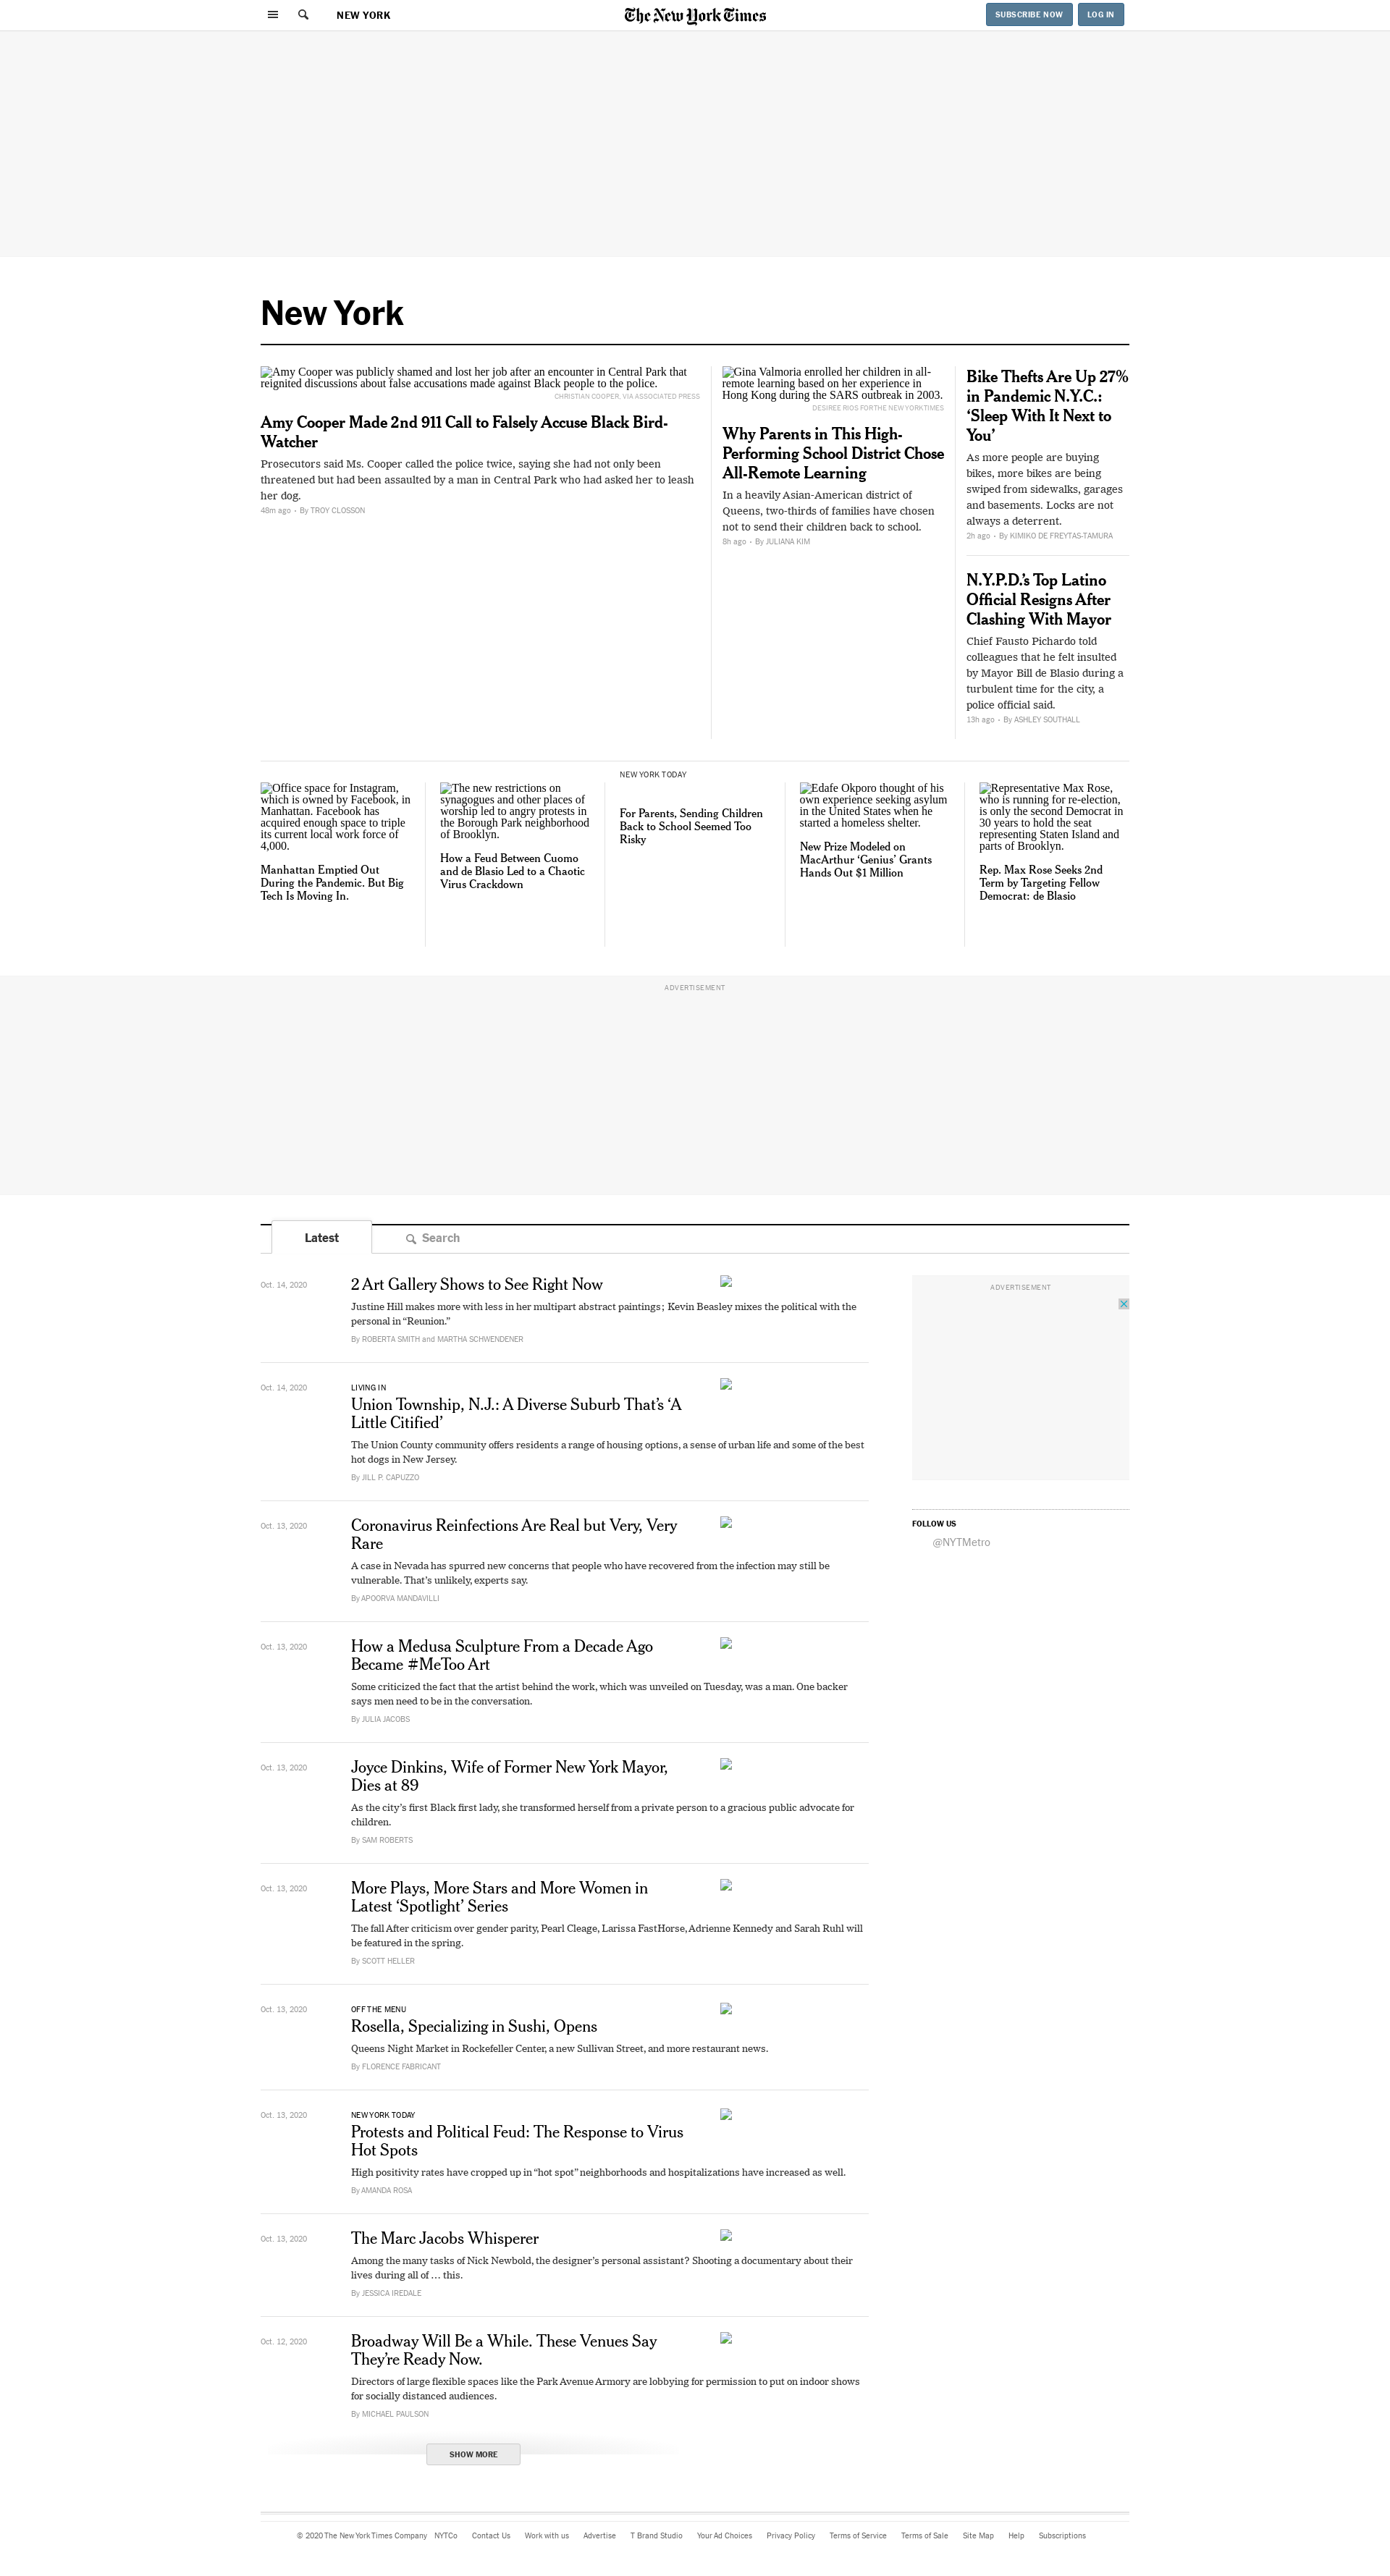 NEW YORK
The New York Times
SUBSCRIBE NOW
LOG IN
New York
Amy Cooper was publicly shamed and lost her job after an encounter in Central Park that
reignited discussions about false accusations made against Black people to the police.
CHRISTIAN COOPER, VIA ASSOCIATED PRESS
Amy Cooper Made 2nd 911 Call to Falsely Accuse Black Bird-
Watcher
Prosecutors said Ms. Cooper called the police twice, saying she had not only been
threatened but had been assaulted by a man in Central Park who had asked her to leash
her dog.
48m ago • By TROY CLOSSON
Gina Valmoria enrolled her children in all-
remote learning based on her experience in
Hong Kong during the SARS outbreak in 2003.
DESIREE RIOS FOR THE NEW YORK TIMES
Why Parents in This High-
Performing School District Chose
All-Remote Learning
In a heavily Asian-American district of
Queens, two-thirds of families have chosen
not to send their children back to school.
8h ago • By JULIANA KIM
Bike Thefts Are Up 27%
in Pandemic N.Y.C.:
‘Sleep With It Next to
You’
As more people are buying
bikes, more bikes are being
swiped from sidewalks, garages
and basements. Locks are not
always a deterrent.
2h ago • By KIMIKO DE FREYTAS-TAMURA
N.Y.P.D.’s Top Latino
Official Resigns After
Clashing With Mayor
Chief Fausto Pichardo told
colleagues that he felt insulted
by Mayor Bill de Blasio during a
turbulent time for the city, a
police official said.
13h ago • By ASHLEY SOUTHALL
Office space for Instagram,
which is owned by Facebook, in
Manhattan. Facebook has
acquired enough space to triple
its current local work force of
4,000.
Manhattan Emptied Out
During the Pandemic. But Big
Tech Is Moving In.
The new restrictions on
synagogues and other places of
worship led to angry protests in
the Borough Park neighborhood
of Brooklyn.
How a Feud Between Cuomo
and de Blasio Led to a Chaotic
Virus Crackdown
NEW YORK TODAY
For Parents, Sending Children
Back to School Seemed Too
Risky
Edafe Okporo thought of his
own experience seeking asylum
in the United States when he
started a homeless shelter.
New Prize Modeled on
MacArthur ‘Genius’ Grants
Hands Out $1 Million
Representative Max Rose,
who is running for re-election,
is only the second Democrat in
30 years to hold the seat
representing Staten Island and
parts of Brooklyn.
Rep. Max Rose Seeks 2nd
Term by Targeting Fellow
Democrat: de Blasio
ADVERTISEMENT
Latest
Search
Oct. 14, 2020
2 Art Gallery Shows to See Right Now
Justine Hill makes more with less in her multipart abstract paintings; Kevin Beasley mixes the political with the
personal in “Reunion.”
By ROBERTA SMITH and MARTHA SCHWENDENER
Oct. 14, 2020
LIVING IN
Union Township, N.J.: A Diverse Suburb That’s ‘A
Little Citified’
The Union County community offers residents a range of housing options, a sense of urban life and some of the best
hot dogs in New Jersey.
By JILL P. CAPUZZO
Oct. 13, 2020
Coronavirus Reinfections Are Real but Very, Very
Rare
A case in Nevada has spurred new concerns that people who have recovered from the infection may still be
vulnerable. That’s unlikely, experts say.
By APOORVA MANDAVILLI
Oct. 13, 2020
How a Medusa Sculpture From a Decade Ago
Became #MeToo Art
Some criticized the fact that the artist behind the work, which was unveiled on Tuesday, was a man. One backer
says men need to be in the conversation.
By JULIA JACOBS
Oct. 13, 2020
Joyce Dinkins, Wife of Former New York Mayor,
Dies at 89
As the city’s first Black first lady, she transformed herself from a private person to a gracious public advocate for
children.
By SAM ROBERTS
Oct. 13, 2020
More Plays, More Stars and More Women in
Latest ‘Spotlight’ Series
The fall After criticism over gender parity, Pearl Cleage, Larissa FastHorse, Adrienne Kennedy and Sarah Ruhl will
be featured in the spring.
By SCOTT HELLER
Oct. 13, 2020
OFF THE MENU
Rosella, Specializing in Sushi, Opens
Queens Night Market in Rockefeller Center, a new Sullivan Street, and more restaurant news.
By FLORENCE FABRICANT
Oct. 13, 2020
NEW YORK TODAY
Protests and Political Feud: The Response to Virus
Hot Spots
High positivity rates have cropped up in “hot spot” neighborhoods and hospitalizations have increased as well.
By AMANDA ROSA
Oct. 13, 2020
The Marc Jacobs Whisperer
Among the many tasks of Nick Newbold, the designer’s personal assistant? Shooting a documentary about their
lives during all of … this.
By JESSICA IREDALE
Oct. 12, 2020
Broadway Will Be a While. These Venues Say
They’re Ready Now.
Directors of large flexible spaces like the Park Avenue Armory are lobbying for permission to put on indoor shows
for socially distanced audiences.
By MICHAEL PAULSON
SHOW MORE
ADVERTISEMENT
FOLLOW US
@NYTMetro
© 2020 The New York Times Company NYTCo Contact Us Work with us Advertise T Brand Studio Your Ad Choices Privacy Policy Terms of Service Terms of Sale Site Map Help Subscriptions